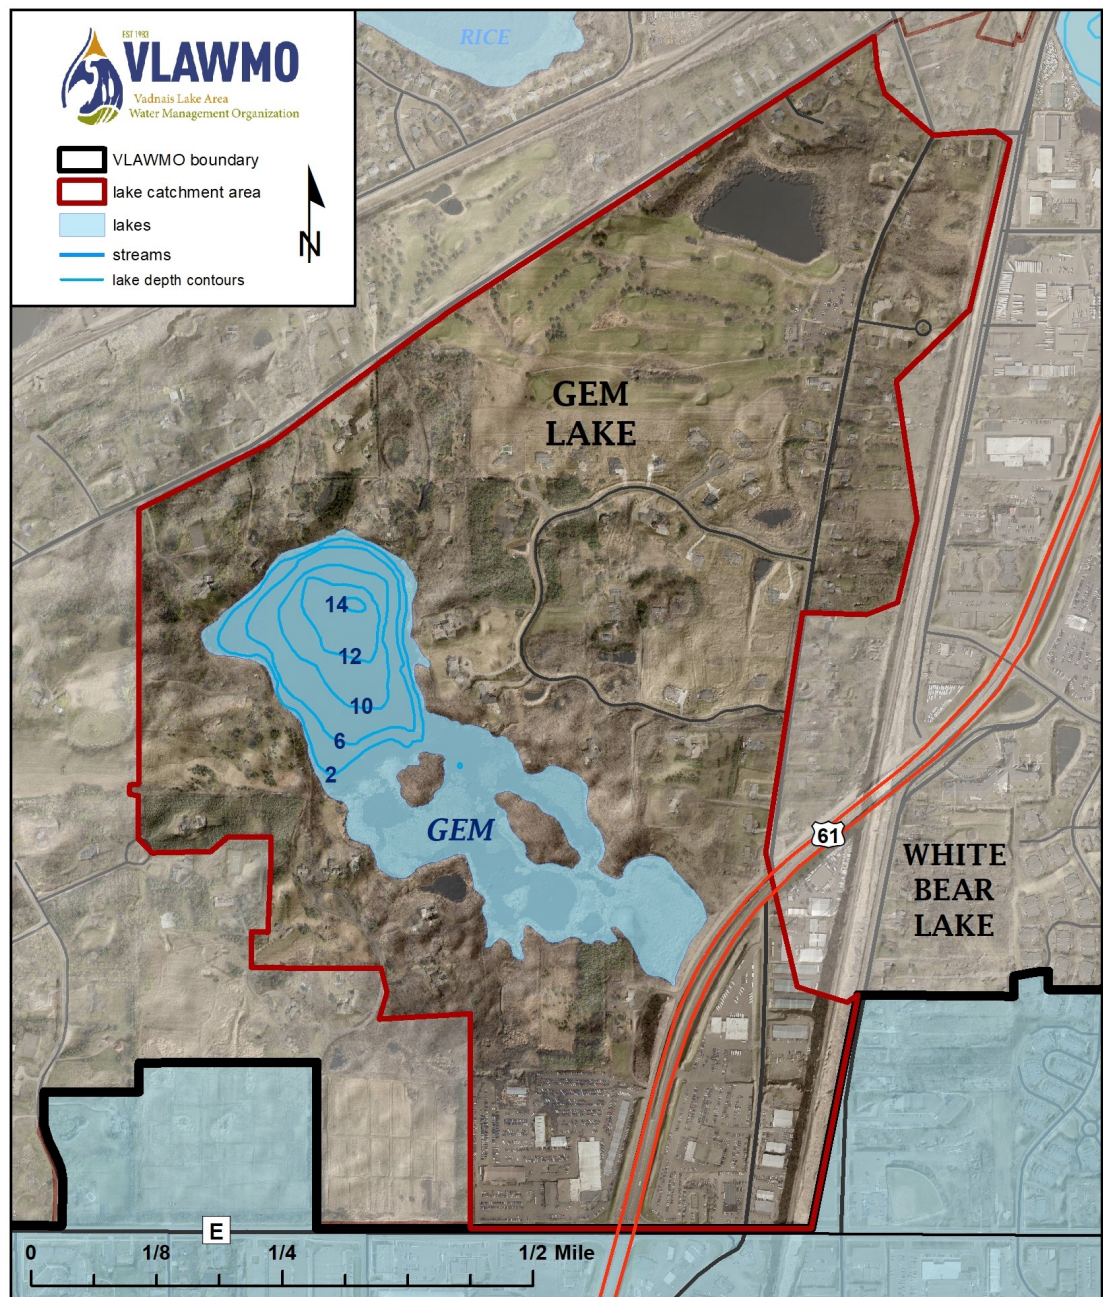 EST 1983
VLAWMO
Vadnais Lake Area
Water Management Organization
VLAWMO boundary
lake catchment area
lakes
streams
lake depth contours
N
RICE
GEM
LAKE
14
12
10
6
2
GEM
61
WHITE
BEAR
LAKE
E
0 1/8 1/4 1/2 Mile